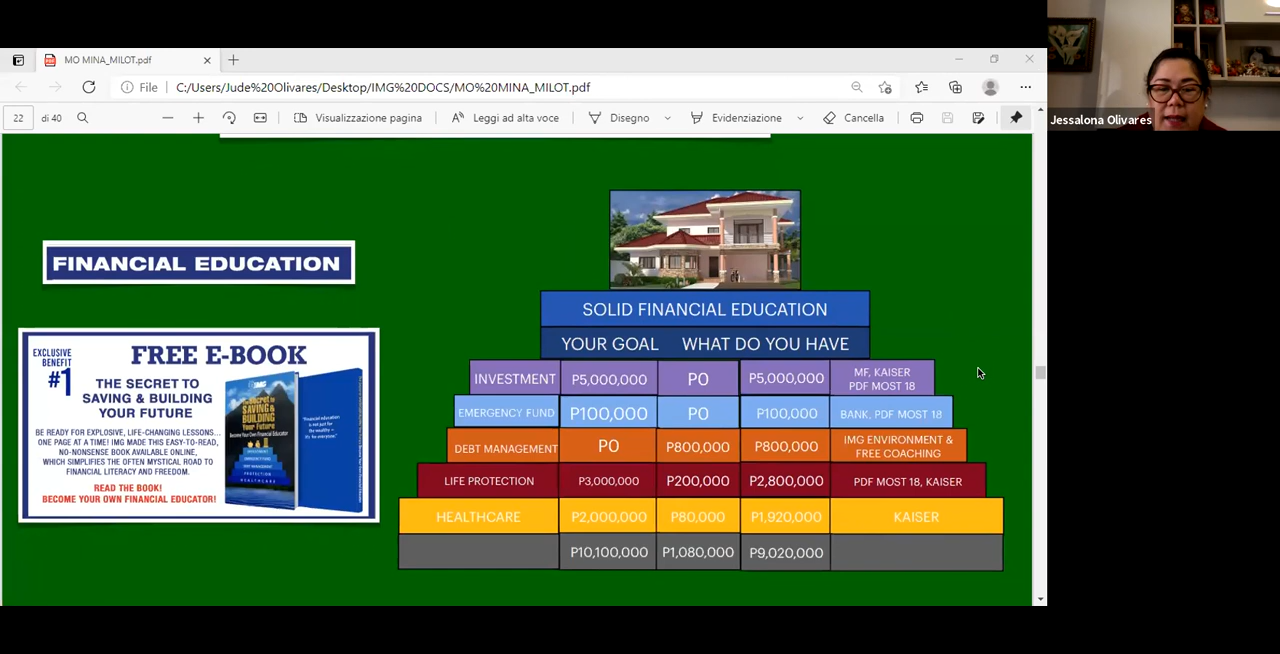 MO MINA_MILOT.pdf
File
C:/Users/Jude%20Olivares/Desktop/IMG%20DOCS/MO%20MINA_MILOT.pdf
22
di 40
Visualizzazione pagina
Leggi ad alta voce
Disegno
Evidenziazione
Cancella
Jessalona Olivares
FINANCIAL EDUCATION
EXCLUSIVE
BENEFIT
#1
FREE E-BOOK
THE SECRET TO
SAVING & BUILDING
YOUR FUTURE
BE READY FOR EXPLOSIVE, LIFE-CHANGING LESSONS...
ONE PAGE AT A TIME! IMG MADE THIS EASY-TO-READ,
NO-NONSENSE BOOK AVAILABLE ONLINE,
WHICH SIMPLIFIES THE OFTEN MYSTICAL ROAD TO
FINANCIAL LITERACY AND FREEDOM.
READ THE BOOK!
BECOME YOUR OWN FINANCIAL EDUCATOR!
SOLID FINANCIAL EDUCATION
YOUR GOAL WHAT DO YOU HAVE
INVESTMENT P5,000,000 P0 P5,000,000 MF, KAISER
PDF MOST 18
EMERGENCY FUND P100,000 P0 P100,000 BANK, PDF MOST 18
DEBT MANAGEMENT P0 P800,000 P800,000 IMG ENVIRONMENT &
FREE COACHING
LIFE PROTECTION P3,000,000 P200,000 P2,800,000 PDF MOST 18, KAISER
HEALTHCARE P2,000,000 P80,000 P1,920,000 KAISER
P10,100,000 P1,080,000 P9,020,000